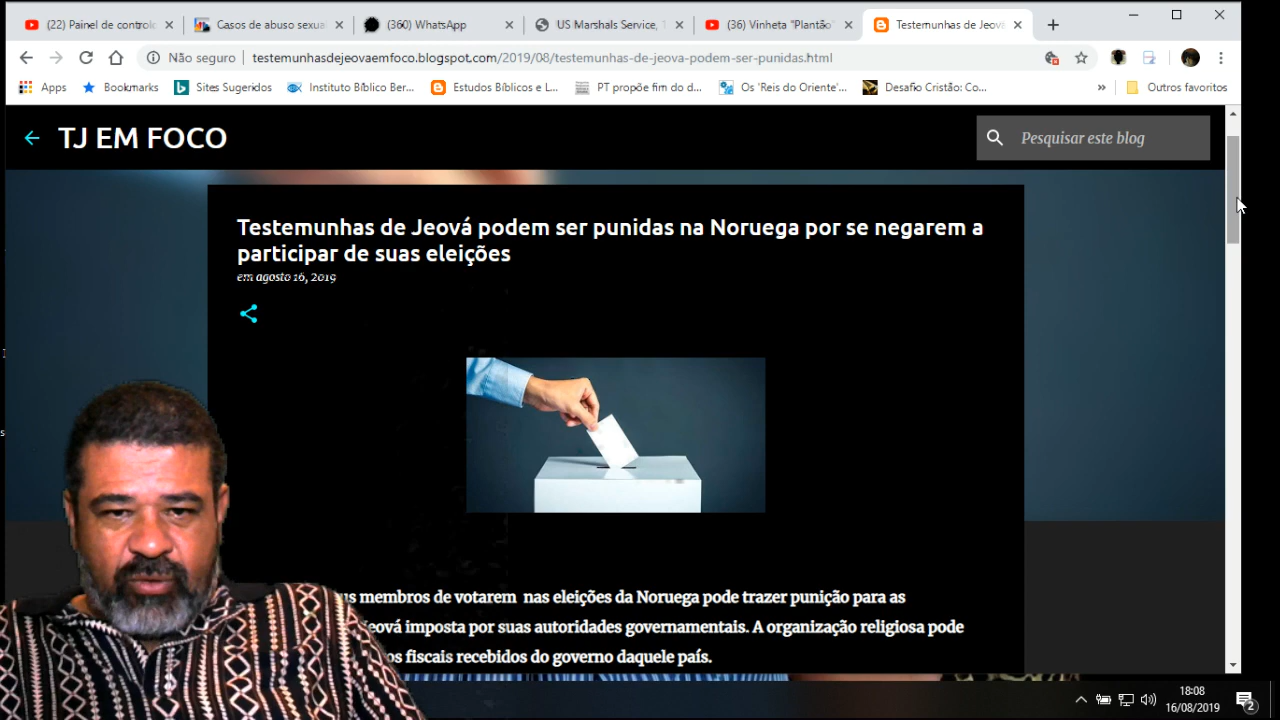 (22) Painel de controlo
Casos de abuso sexua
(360) WhatsApp
US Marshals Service, T
(36) Vinheta "Plantão"
Testemunhas de Jeová
Não seguro
testemunhasdejeovaemfoco.blogspot.com/2019/08/testemunhas-de-jeova-podem-ser-punidas.html
Apps
Bookmarks
Sites Sugeridos
Instituto Bíblico Ber...
Estudos Bíblicos e L...
PT propõe fim do d...
Os 'Reis do Oriente'...
Desafio Cristão: Co...
»
Outros favoritos
TJ EM FOCO
Pesquisar este blog
Testemunhas de Jeová podem ser punidas na Noruega por se negarem a
participar de suas eleições
em agosto 16, 2019
us membros de votarem nas eleições da Noruega pode trazer punição para as
eová imposta por suas autoridades governamentais. A organização religiosa pode
os fiscais recebidos do governo daquele país.
18:08
16/08/2019
2